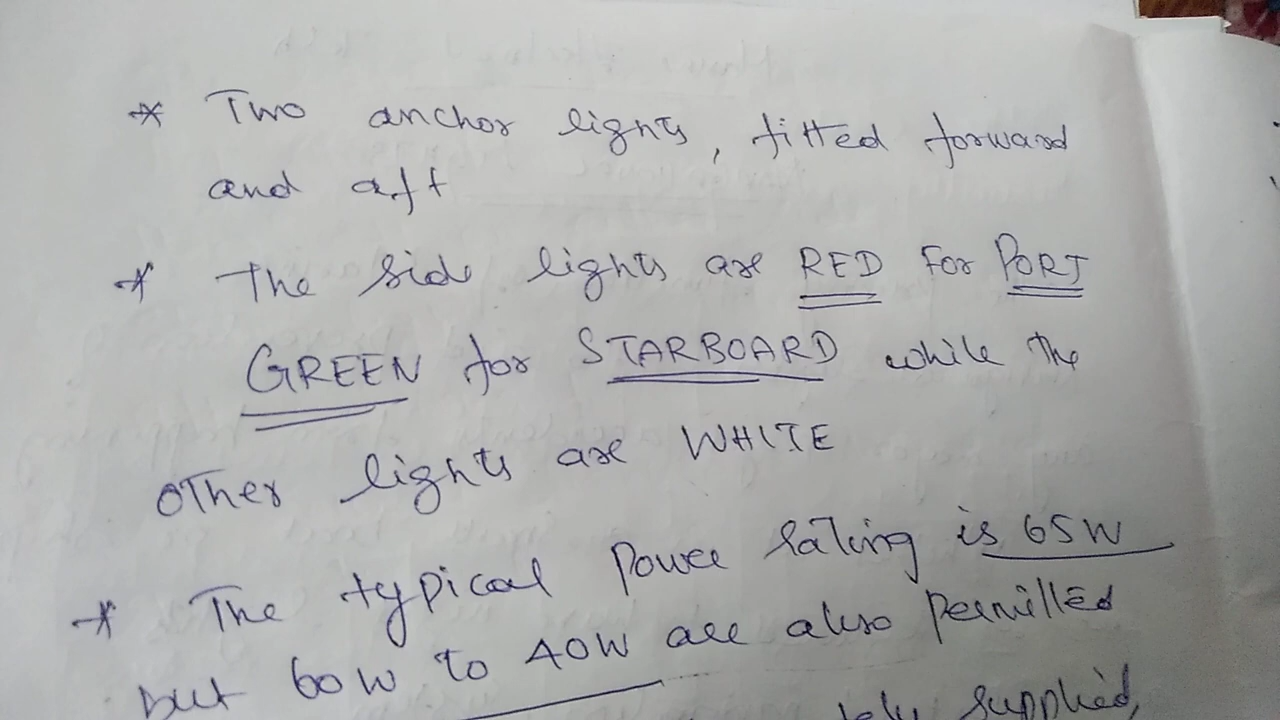 * Two anchor lights, fitted forward
and aft
* The side lights are RED For PORT
GREEN for STARBOARD while the
other lights are WHITE
* The typical power rating is 65W
but 60W to 40W are also permitted
supplied,